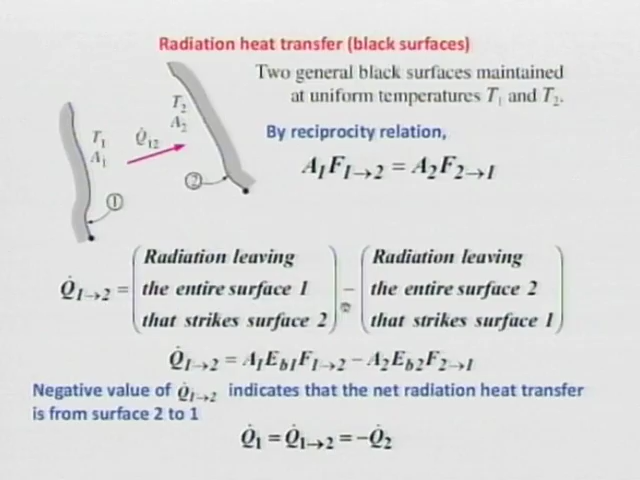 Radiation heat transfer (black surfaces)
Two general black surfaces maintained
at uniform temperatures T₁ and T₂.
T₂
A₂
T₁
A₁
Q̇₁₂
①
②
By reciprocity relation,
A₁F₁→₂ = A₂F₂→₁
Q̇₁→₂ = (Radiation leaving the entire surface 1 that strikes surface 2) − (Radiation leaving the entire surface 2 that strikes surface 1)
Q̇₁→₂ = A₁E_b1F₁→₂ − A₂E_b2F₂→₁
Negative value of Q̇₁→₂ indicates that the net radiation heat transfer
is from surface 2 to 1
Q̇₁ = Q̇₁→₂ = −Q̇₂